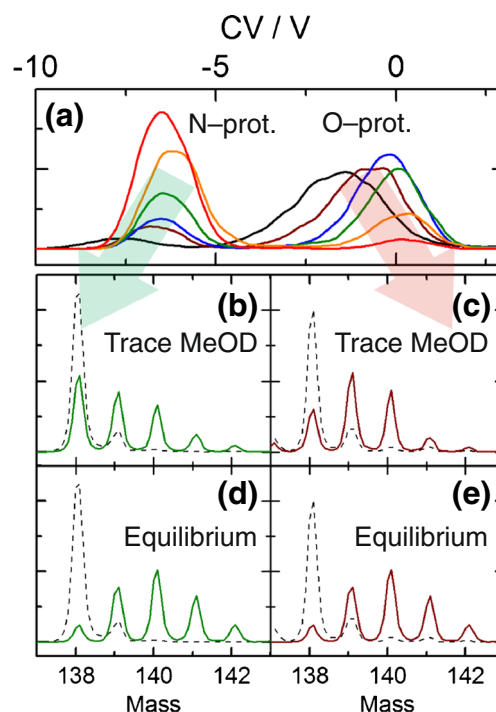 CV / V
-10 -5 0
(a) N–prot. O–prot.
(b) (c)
Trace MeOD Trace MeOD
(d) (e)
Equilibrium Equilibrium
138 140 142 138 140 142
Mass Mass